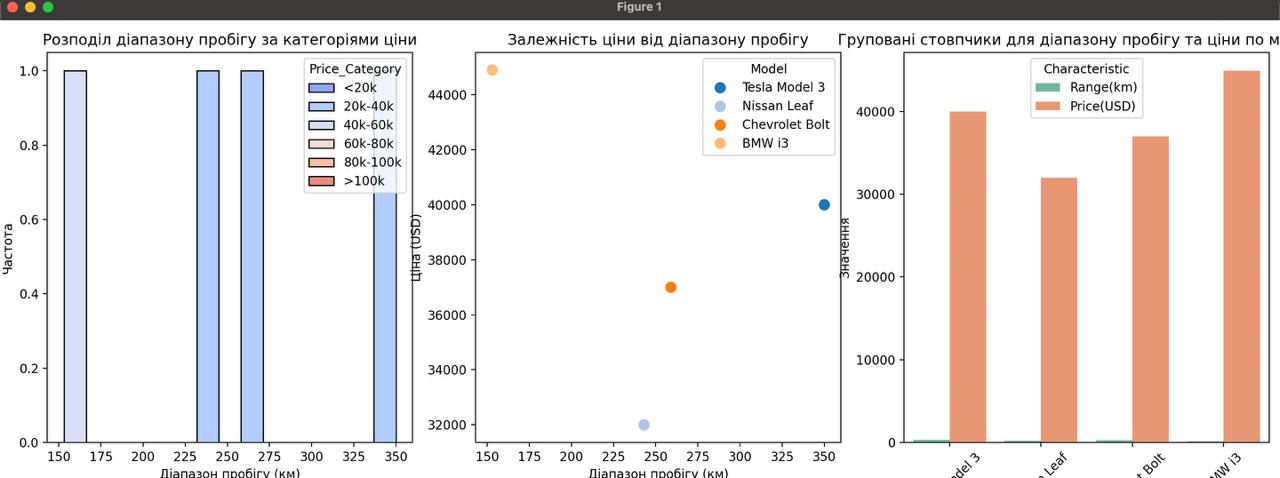 Figure 1
Розподіл діапазону пробігу за категоріями ціни
Частота
1.0
0.8
0.6
0.4
0.2
0.0
Price_Category
<20k
20k-40k
40k-60k
60k-80k
80k-100k
>100k
150 175 200 225 250 275 300 325 350
Діапазон пробігу (км)
Залежність ціни від діапазону пробігу
Ціна (USD)
44000
42000
40000
38000
36000
34000
32000
Model
Tesla Model 3
Nissan Leaf
Chevrolet Bolt
BMW i3
150 175 200 225 250 275 300 325 350
Діапазон пробігу (км)
Груповані стовпчики для діапазону пробігу та ціни по м
Значення
40000
30000
20000
10000
0
Characteristic
Range(km)
Price(USD)
odel 3
Leaf
Bolt
MW i3